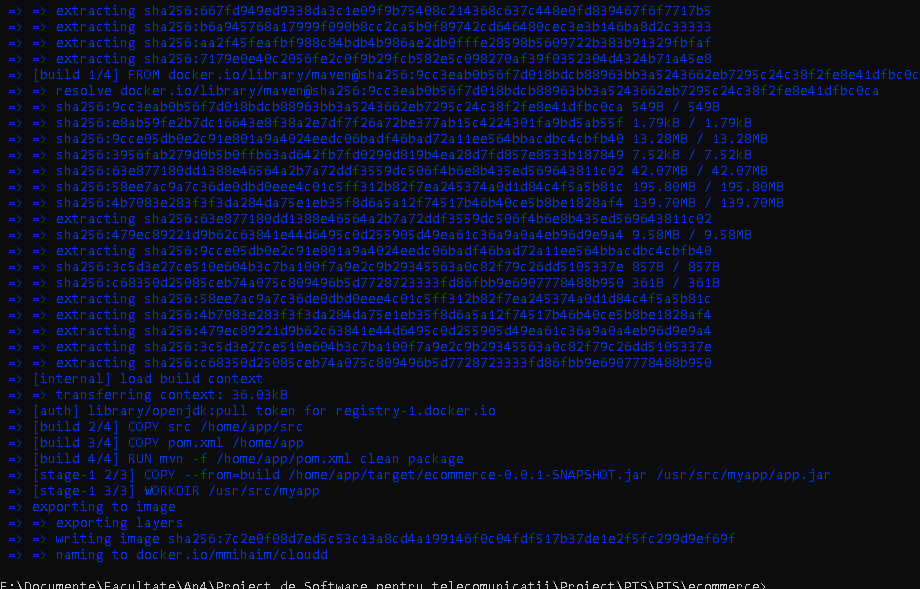 => => extracting sha256:667fd949ed9338da3c1e09f9b75408c214368c637c448e0fd839467f6f7717b5
=> => extracting sha256:b6a945768a17999f090b8cc2ca5b0f89742cd646480cec3e3b146ba8d2c33333
=> => extracting sha256:aa2f45feafbf988c84bdb4b986ae2db0fffe28598b5609722b383b91329fbfaf
=> => extracting sha256:7179e0e40c2056fe2c0f9b29fcb582e5c098270af39f0352304d4324b71a45e8
=> [build 1/4] FROM docker.io/library/maven@sha256:9cc3eab0b56f7d018bdcb88963bb3a5243662eb7295c24c38f2fe8e41dfbc0c
=> => resolve docker.io/library/maven@sha256:9cc3eab0b56f7d018bdcb88963bb3a5243662eb7295c24c38f2fe8e41dfbc0ca
=> => sha256:9cc3eab0b56f7d018bdcb88963bb3a5243662eb7295c24c38f2fe8e41dfbc0ca 549B / 549B
=> => sha256:e8ab59fe2b7dc16643e8f38a2e7df7f26a72be377ab15c4224301fa9bd5ab55f 1.79kB / 1.79kB
=> => sha256:9cce05db0e2c91e801a9a4024eedc06badf46bad72a11ee564bbacdbc4cbfb40 13.28MB / 13.28MB
=> => sha256:3956fab279d0b5b0ffb63ad642fb7fd0290d819b4ea28d7fd857e8533b187849 7.52kB / 7.52kB
=> => sha256:63e877180dd1388e46564a2b7a72ddf3559dc506f4b6e8b435ed569643811c02 42.07MB / 42.07MB
=> => sha256:58ee7ac9a7c36de0dbd0eee4c01c5ff312b82f7ea245374a0d1d84c4f5a5b81c 195.80MB / 195.80MB
=> => sha256:4b7083e283f3f3da284da75e1eb35f8d6a5a12f74517b46b40ce5b8be1828af4 139.70MB / 139.70MB
=> => extracting sha256:63e877180dd1388e46564a2b7a72ddf3559dc506f4b6e8b435ed569643811c02
=> => sha256:479ec89221d9b62c63841e44d6495c0d255905d49ea61c36a9a0a4eb96d9e9a4 9.58MB / 9.58MB
=> => extracting sha256:9cce05db0e2c91e801a9a4024eedc06badf46bad72a11ee564bbacdbc4cbfb40
=> => sha256:3c5d3e27ce510e604b3c7ba100f7a9e2c9b29345563a0c82f79c26dd5105337e 857B / 857B
=> => sha256:c68350d25085ceb74a075c809496b5d7728723333fd86fbb9e6907778488b950 361B / 361B
=> => extracting sha256:58ee7ac9a7c36de0dbd0eee4c01c5ff312b82f7ea245374a0d1d84c4f5a5b81c
=> => extracting sha256:4b7083e283f3f3da284da75e1eb35f8d6a5a12f74517b46b40ce5b8be1828af4
=> => extracting sha256:479ec89221d9b62c63841e44d6495c0d255905d49ea61c36a9a0a4eb96d9e9a4
=> => extracting sha256:3c5d3e27ce510e604b3c7ba100f7a9e2c9b29345563a0c82f79c26dd5105337e
=> => extracting sha256:c68350d25085ceb74a075c809496b5d7728723333fd86fbb9e6907778488b950
=> [internal] load build context
=> => transferring context: 36.03kB
=> [auth] library/openjdk:pull token for registry-1.docker.io
=> [build 2/4] COPY src /home/app/src
=> [build 3/4] COPY pom.xml /home/app
=> [build 4/4] RUN mvn -f /home/app/pom.xml clean package
=> [stage-1 2/3] COPY --from=build /home/app/target/ecommerce-0.0.1-SNAPSHOT.jar /usr/src/myapp/app.jar
=> [stage-1 3/3] WORKDIR /usr/src/myapp
=> exporting to image
=> => exporting layers
=> => writing image sha256:7c2e0f08d7ed5c53c13a8cd4a199146f0c04fdf517b37de1e2f5fc299d9ef69f
=> => naming to docker.io/mmihaim/cloudd
E:\Documente\Facultate\An4\Proiect de Software pentru telecomunicatii\Proiect\PTS\PTS\ecommerce>